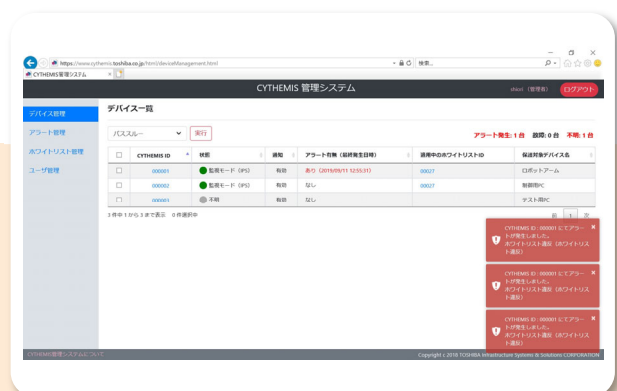 https://www.cythemis.toshiba.co.jp/html/deviceManagement.html
検索...
CYTHEMIS管理システム
CYTHEMIS 管理システム
(管理者)
ログアウト
デバイス管理
アラート管理
ホワイトリスト管理
ユーザ管理
デバイス一覧
パススルー
実行
アラート発生: 1 台 故障: 0 台 不明: 1 台
CYTHEMIS ID 状態 通知 アラート有無（最終発生日時） 適用中のホワイトリストID 保護対象デバイス名
000001 監視モード (IPS) 有効 あり (2019/09/11 12:55:31) 00027 ロボットアーム
000002 監視モード (IPS) 有効 なし 00027 制御用PC
000003 不明 有効 なし テスト用PC
3 件中 1 から 3 まで表示 0 件選択中
前 1 次
CYTHEMIS ID: 000001 にてアラートが発生しました。
ホワイトリスト違反（ホワイトリスト違反）
CYTHEMIS ID: 000001 にてアラートが発生しました。
ホワイトリスト違反（ホワイトリスト違反）
CYTHEMIS ID: 000001 にてアラートが発生しました。
ホワイトリスト違反（ホワイトリスト違反）
CYTHEMIS管理システムについて
Copyright c 2018 TOSHIBA Infrastructure Systems & Solutions CORPORATION